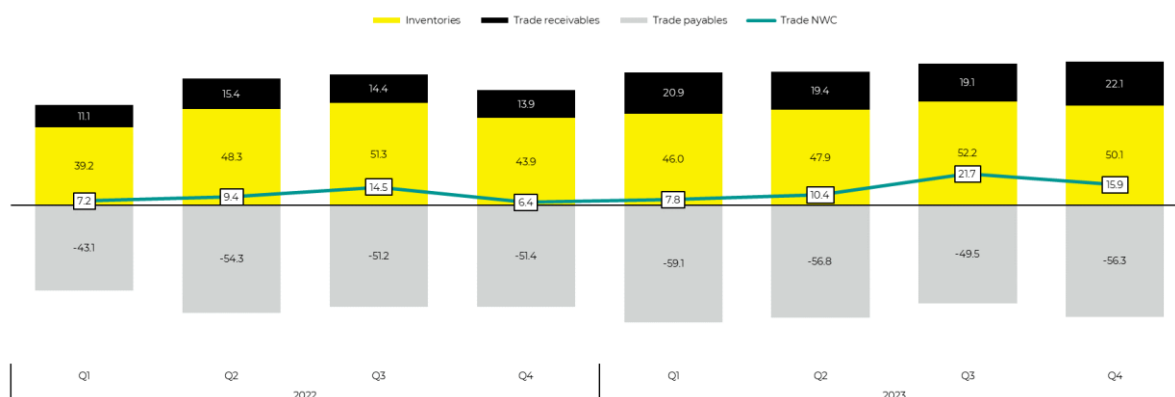 Inventories Trade receivables Trade payables Trade NWC
11.1 15.4 14.4 13.9 20.9 19.4 19.1 22.1
39.2 48.3 51.3 43.9 46.0 47.9 52.2 50.1
7.2 9.4 14.5 6.4 7.8 10.4 21.7 15.9
-43.1 -54.3 -51.2 -51.4 -59.1 -56.8 -49.5 -56.3
Q1 Q2 Q3 Q4 Q1 Q2 Q3 Q4
2022 2023